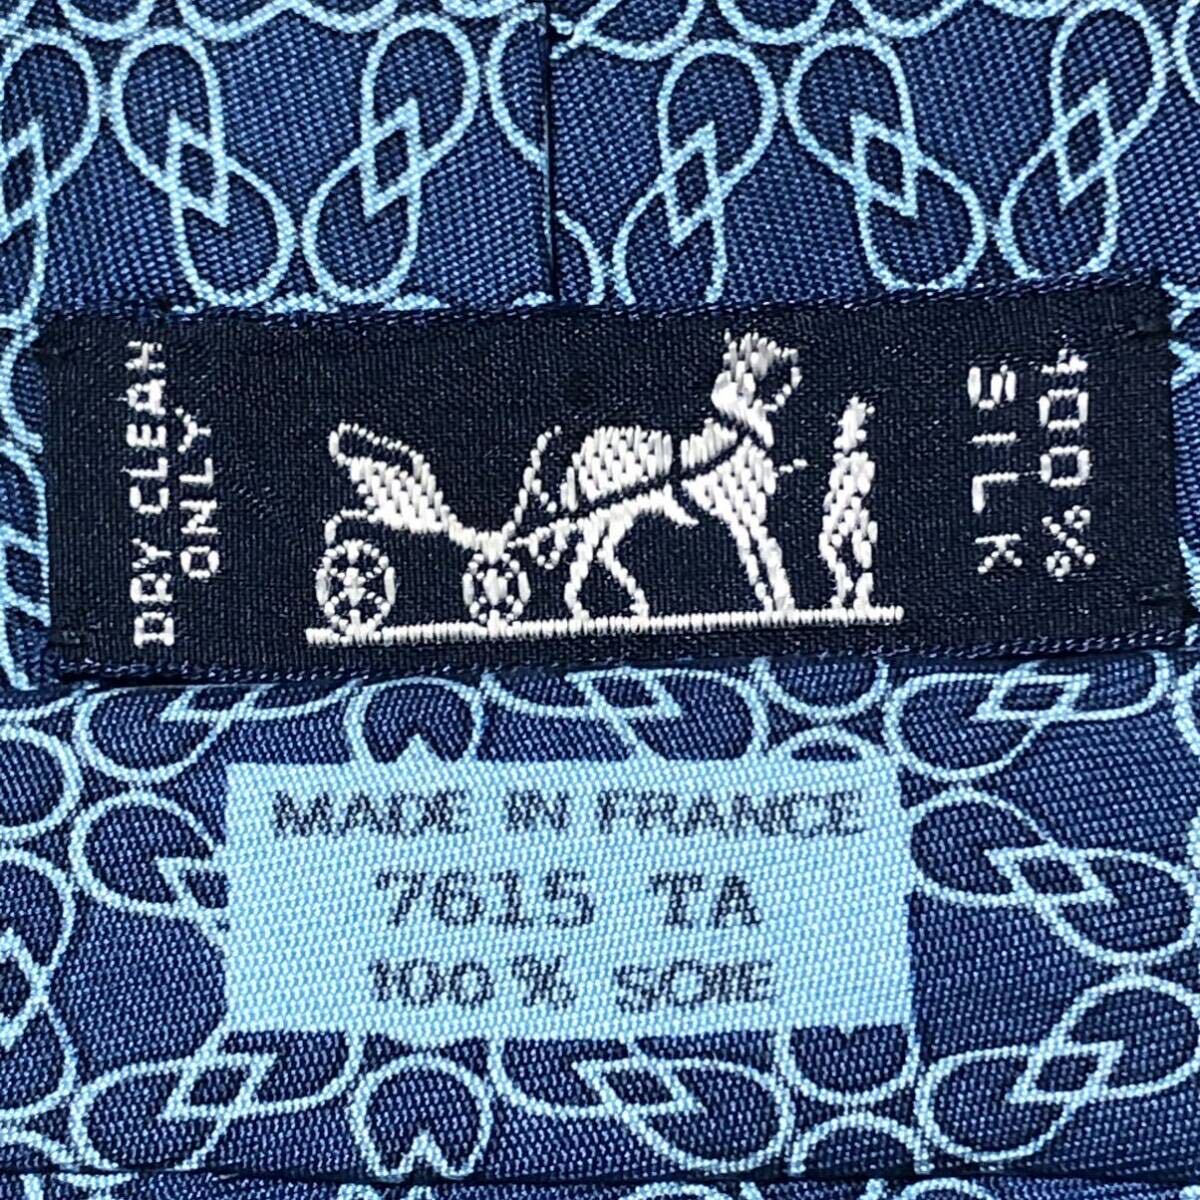 DRY CLEAN
ONLY
100%
SILK
MADE IN FRANCE
7615 TA
100% SOIE